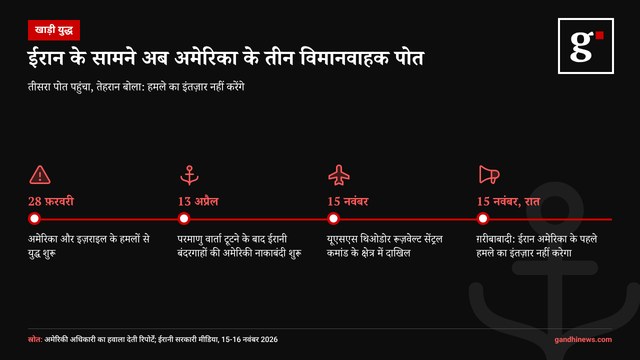 खाड़ी युद्ध
ईरान के सामने अब अमेरिका के तीन विमानवाहक पोत
g
तीसरा पोत पहुंचा, तेहरान बोला: हमले का इंतज़ार नहीं करेंगे
28 फ़रवरी
अमेरिका और इज़राइल के हमलों से
युद्ध शुरू
13 अप्रैल
परमाणु वार्ता टूटने के बाद ईरानी
बंदरगाहों की अमेरिकी नाकाबंदी शुरू
15 नवंबर
यूएसएस थिओडोर रूज़वेल्ट सेंट्रल
कमांड के क्षेत्र में दाखिल
15 नवंबर, रात
ग़रीबाबादी: ईरान अमेरिका के पहले
हमले का इंतज़ार नहीं करेगा
स्रोत: अमेरिकी अधिकारी का हवाला देती रिपोर्टें; ईरानी सरकारी मीडिया, 15-16 नवंबर 2026
gandhinews.com